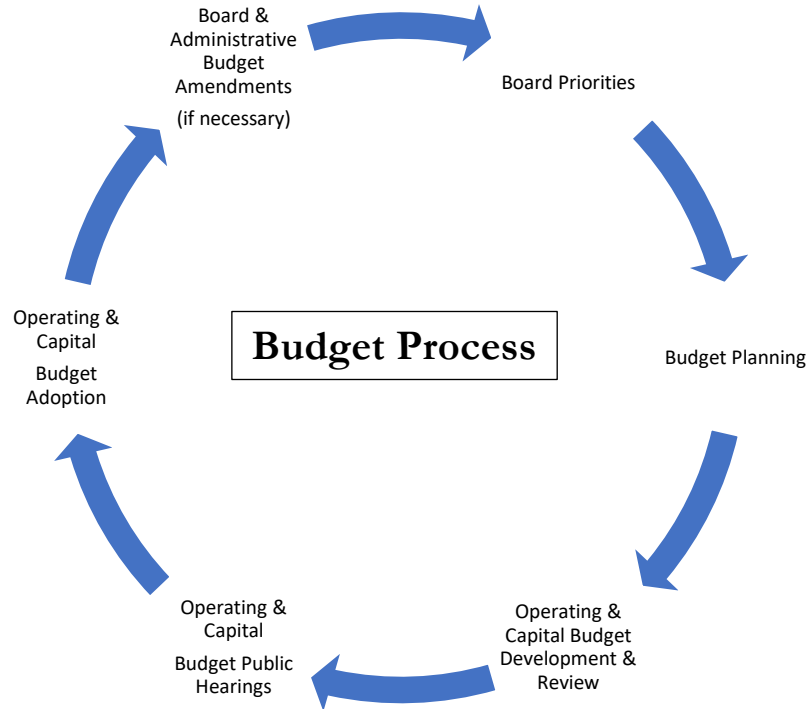 Board &
Administrative
Budget
Amendments
(if necessary)
Board Priorities
Budget Planning
Operating &
Capital Budget
Development &
Review
Operating &
Capital
Budget Public
Hearings
Operating &
Capital
Budget
Adoption
Budget Process